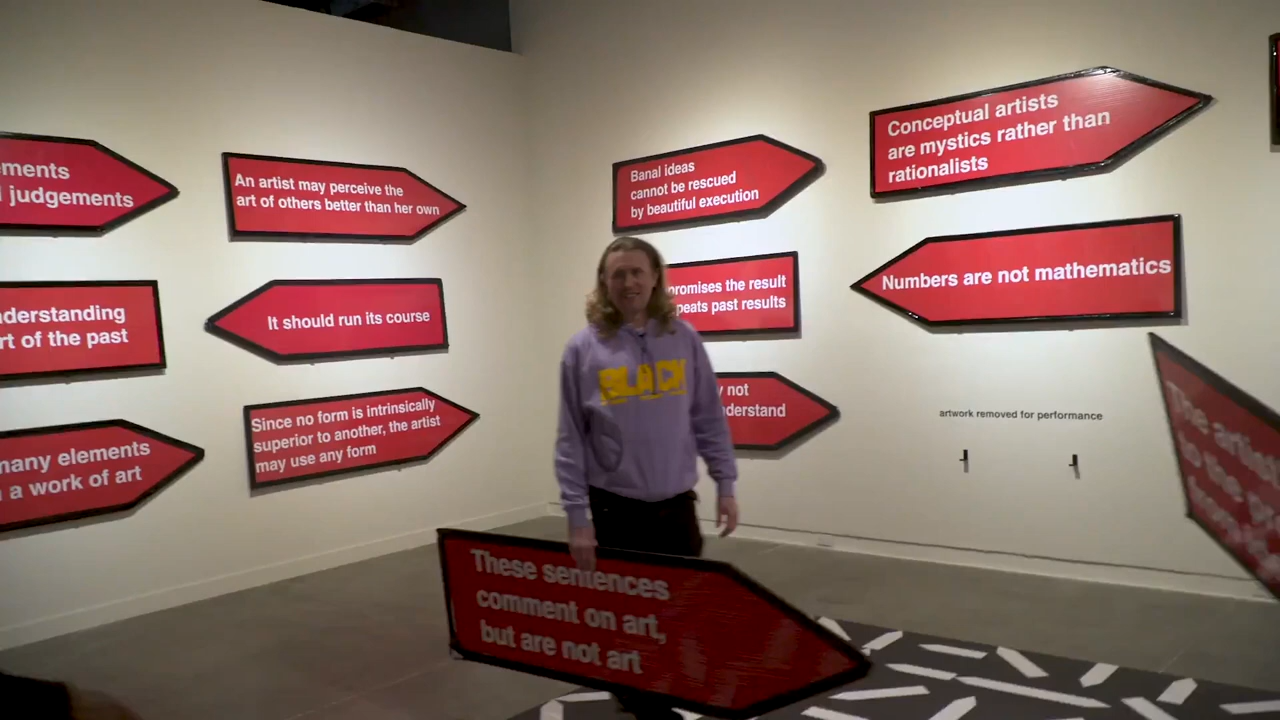 ements
judgements
An artist may perceive the
art of others better than her own
Banal ideas
cannot be rescued
by beautiful execution
Conceptual artists
are mystics rather than
rationalists
derstanding
rt of the past
It should run its course
promises the result
peats past results
Numbers are not mathematics
many elements
a work of art
Since no form is intrinsically
superior to another, the artist
may use any form
not
derstand
artwork removed for performance
BLACK
These sentences
comment on art,
but are not art
The